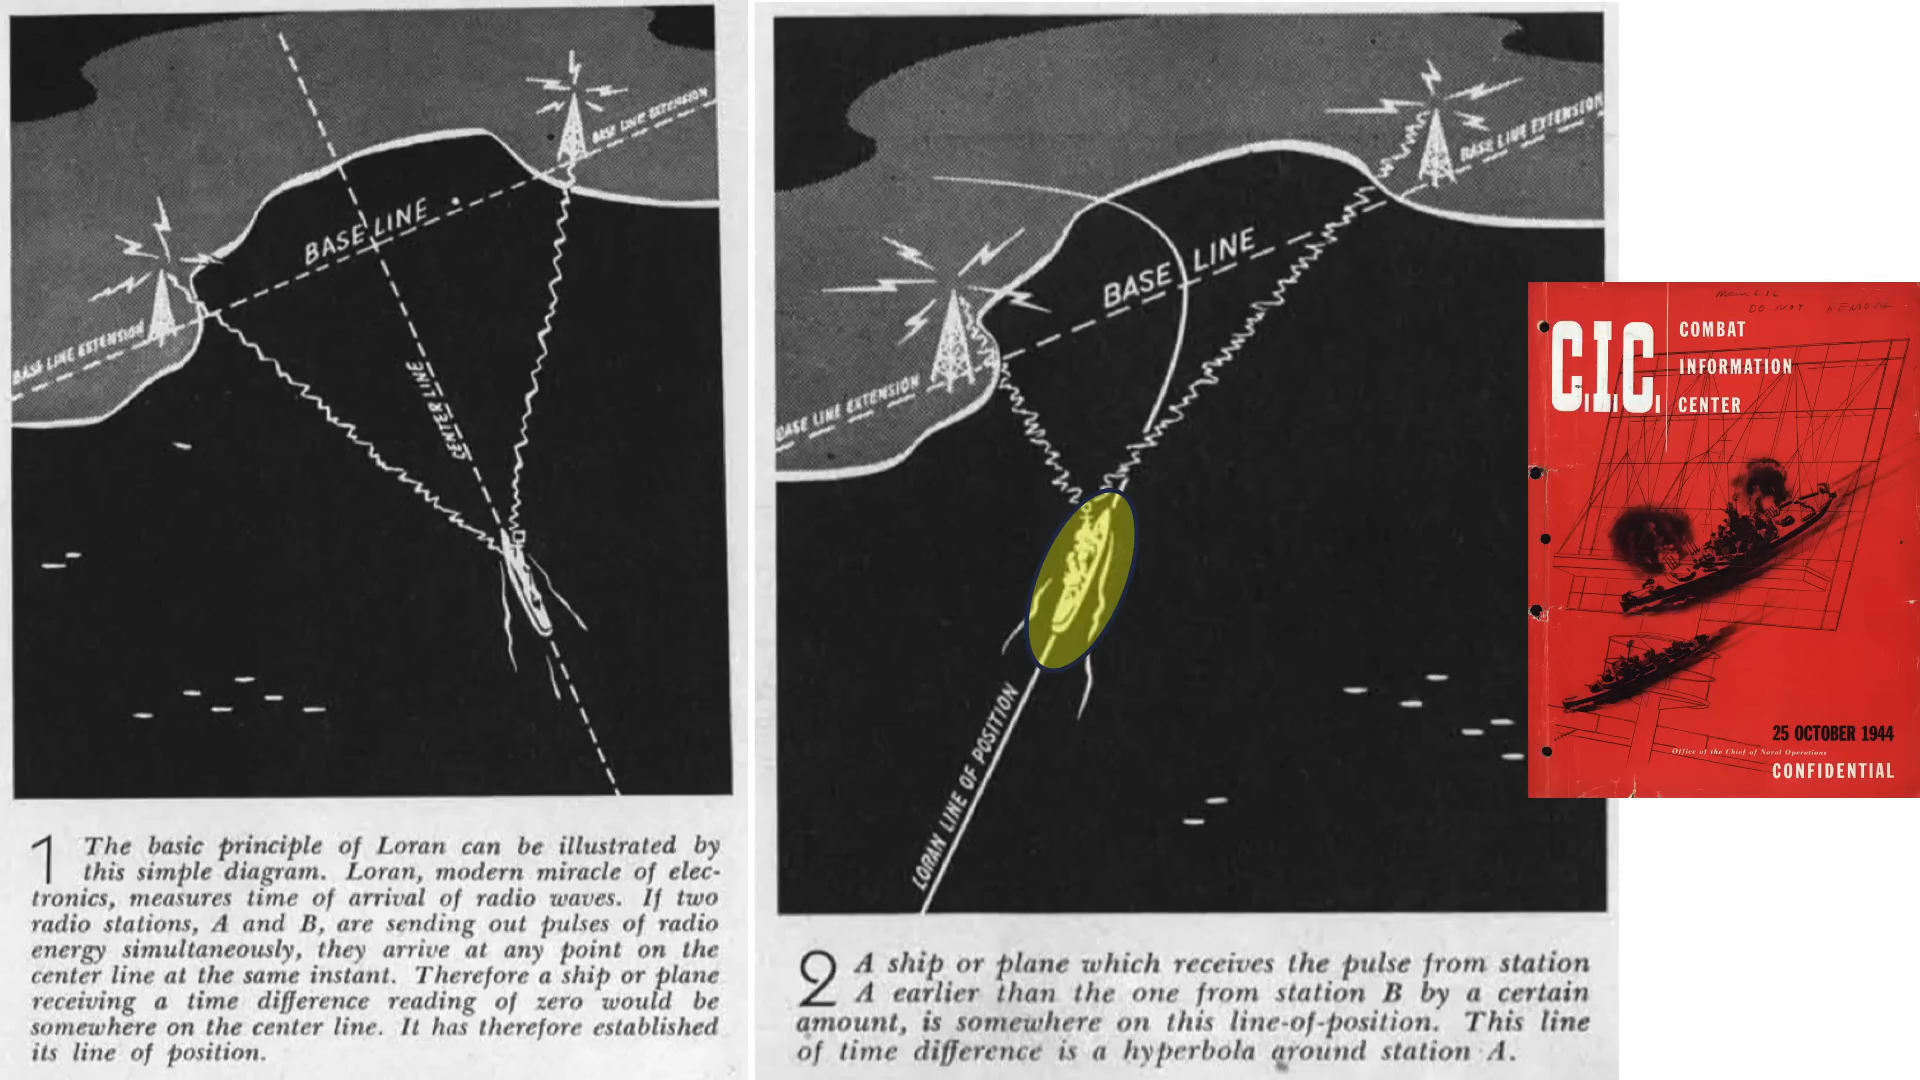 BASE LINE EXTENSION
BASE LINE
BASE LINE EXTENSION
CENTER LINE
1 The basic principle of Loran can be illustrated by
this simple diagram. Loran, modern miracle of elec-
tronics, measures time of arrival of radio waves. If two
radio stations, A and B, are sending out pulses of radio
energy simultaneously, they arrive at any point on the
center line at the same instant. Therefore a ship or plane
receiving a time difference reading of zero would be
somewhere on the center line. It has therefore established
its line of position.
BASE LINE EXTENSION
BASE LINE
BASE LINE EXTENSION
LORAN LINE OF POSITION
2 A ship or plane which receives the pulse from station
A earlier than the one from station B by a certain
amount, is somewhere on this line-of-position. This line
of time difference is a hyperbola around station A.
DO NOT REMOVE
C.I.C.
COMBAT
INFORMATION
CENTER
25 OCTOBER 1944
Office of the Chief of Naval Operations
CONFIDENTIAL